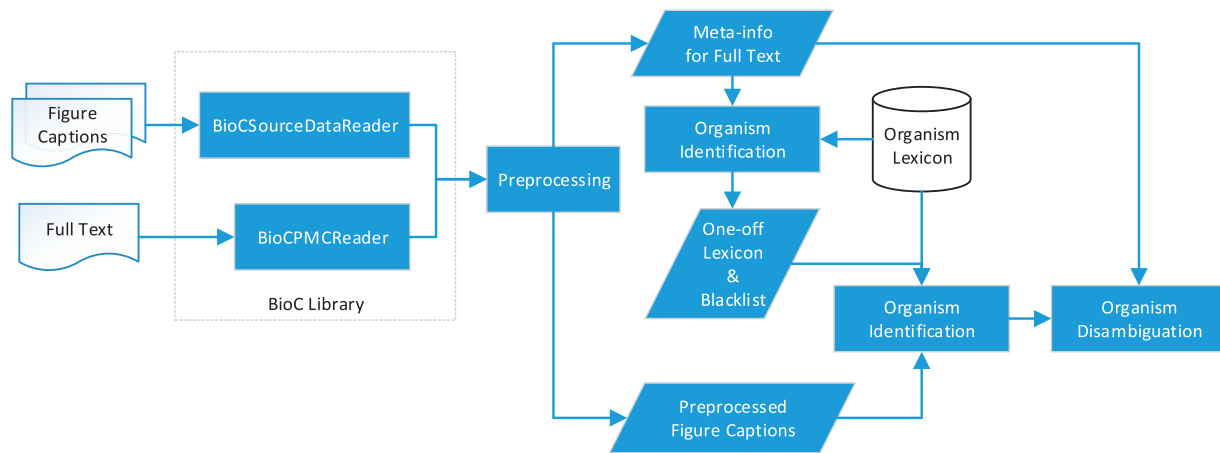 Figure
Captions
BioCSourceDataReader
Full Text
BioCPMCReader
BioC Library
Preprocessing
Meta-info
for Full Text
Organism
Identification
Organism
Lexicon
One-off
Lexicon
&
Blacklist
Organism
Identification
Organism
Disambiguation
Preprocessed
Figure Captions